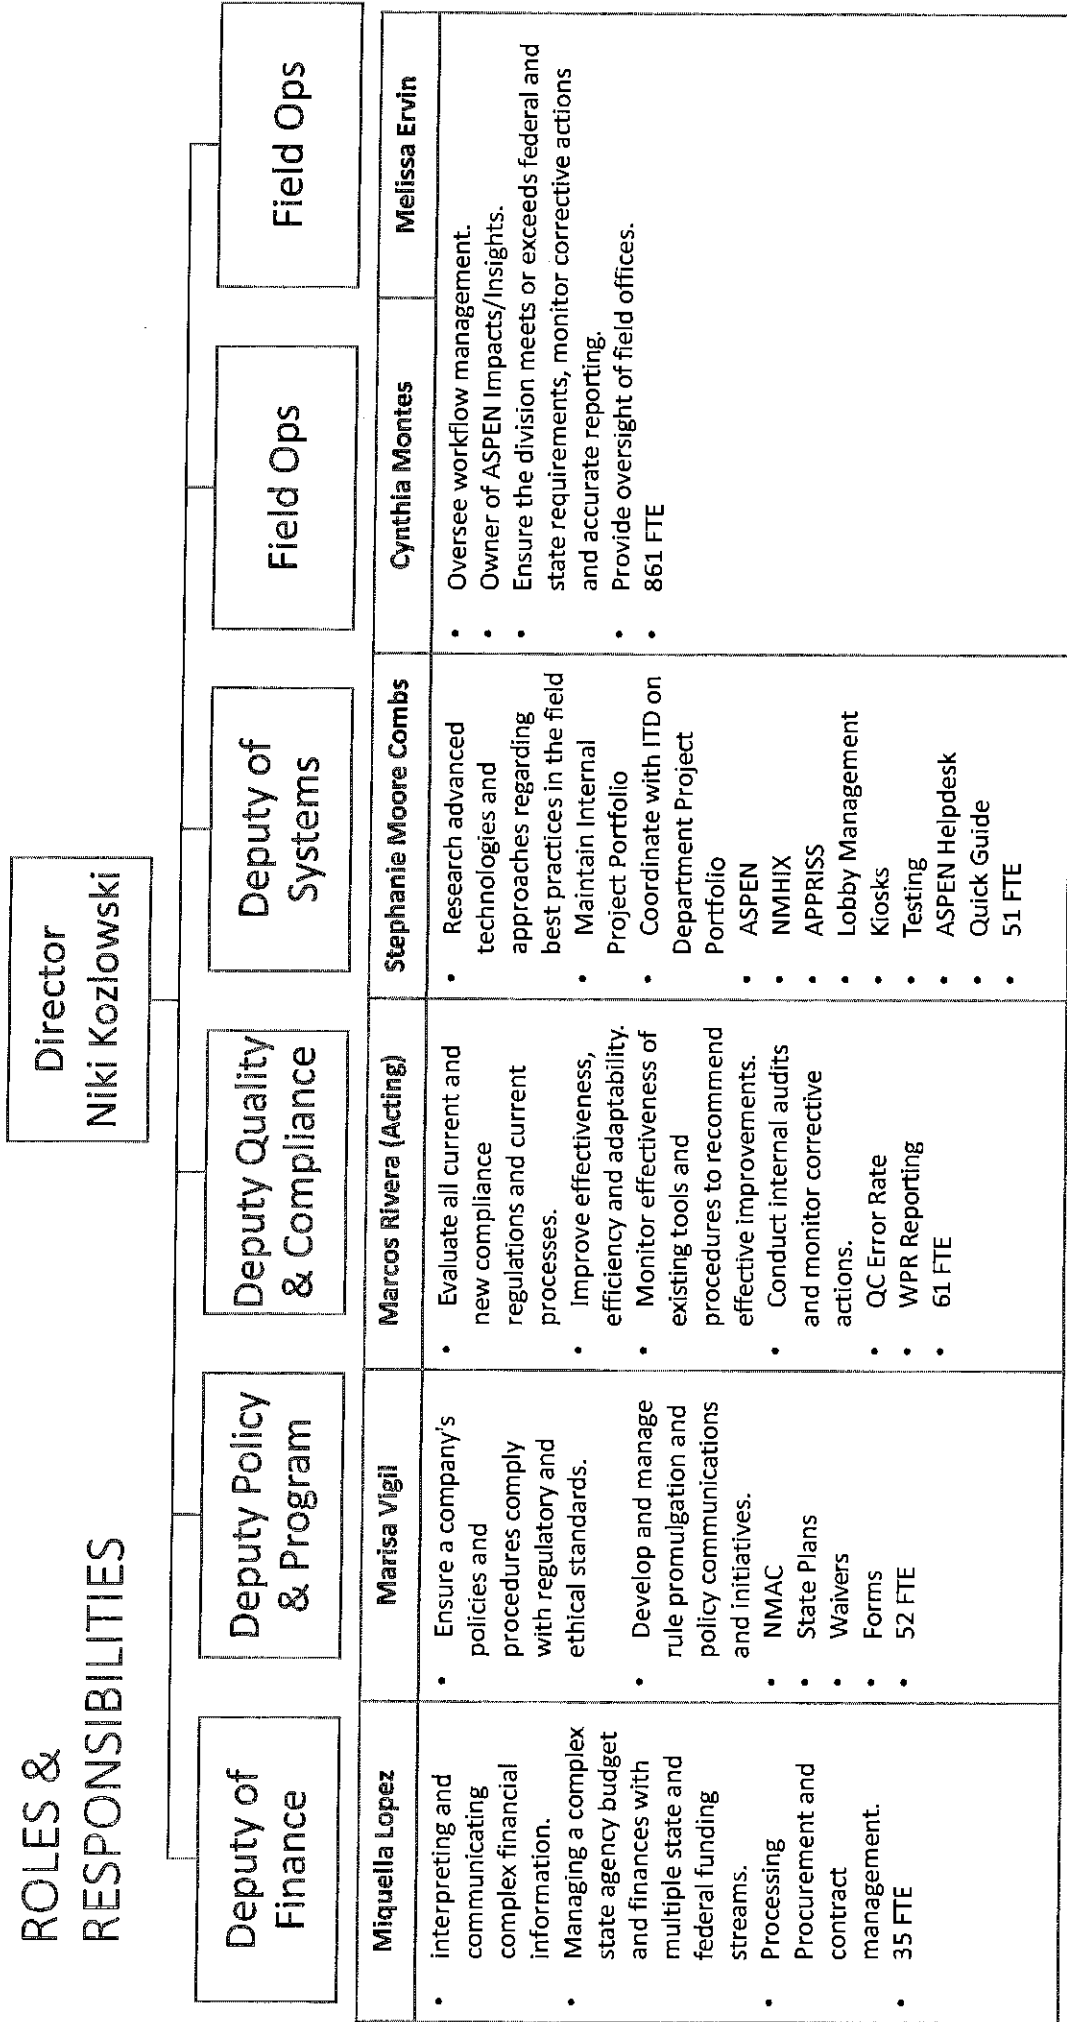 ROLES &
RESPONSIBILITIES
Director
Niki Kozlowski
Deputy of
Finance
Deputy Policy
& Program
Deputy Quality
& Compliance
Deputy of
Systems
Field Ops
Field Ops
Miquella Lopez
• interpreting and
communicating
complex financial
information.
• Managing a complex
state agency budget
and finances with
multiple state and
federal funding
streams.
• Processing
Procurement and
contract
management.
• 35 FTE
Marisa Vigil
• Ensure a company's
policies and
procedures comply
with regulatory and
ethical standards.
• Develop and manage
rule promulgation and
policy communications
and initiatives.
• NMAC
• State Plans
• Waivers
• Forms
• 52 FTE
Marcos Rivera (Acting)
• Evaluate all current and
new compliance
regulations and current
processes.
• Improve effectiveness,
efficiency and adaptability.
• Monitor effectiveness of
existing tools and
procedures to recommend
effective improvements.
• Conduct internal audits
and monitor corrective
actions.
• QC Error Rate
• WPR Reporting
• 61 FTE
Stephanie Moore Combs
• Research advanced
technologies and
approaches regarding
best practices in the field
• Maintain Internal
Project Portfolio
• Coordinate with ITD on
Department Project
Portfolio
• ASPEN
• NMHIX
• APPRISS
• Lobby Management
• Kiosks
• Testing
• ASPEN Helpdesk
• Quick Guide
• 51 FTE
Cynthia Montes
Melissa Ervin
• Oversee workflow management.
• Owner of ASPEN Impacts/Insights.
• Ensure the division meets or exceeds federal and
state requirements, monitor corrective actions
and accurate reporting.
• Provide oversight of field offices.
• 861 FTE